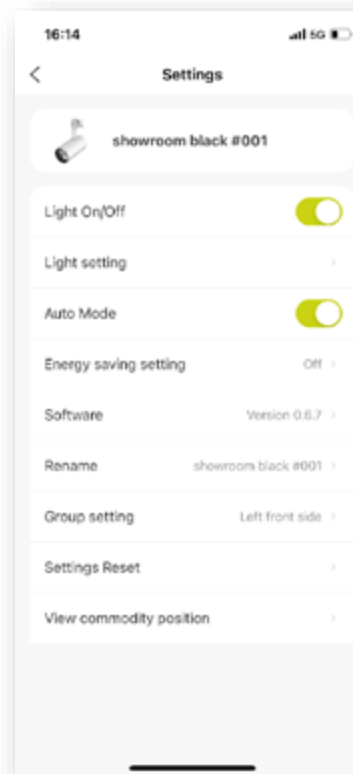 16:14
5G
Settings
showroom black #001
Light On/Off
Light setting
Auto Mode
Energy saving setting Off
Software Version 0.6.7
Rename showroom black #001
Group setting Left front side
Settings Reset
View commodity position